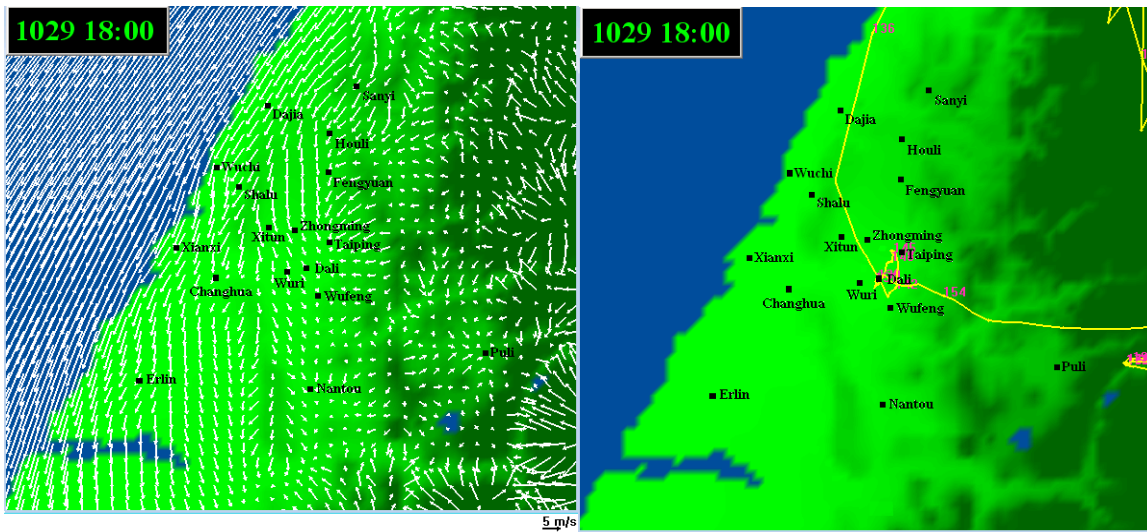 1029 18:00
Sanyi
Dajia
Houli
Wuchi
Fengyuan
Shalu
Xitun
Zhongming
Taiping
Xianxi
Dali
Wuri
Changhua
Wufeng
Puli
Erlin
Nantou
5 m/s
1029 18:00
136
Sanyi
Dajia
Houli
Wuchi
Fengyuan
Shalu
Xitun
Zhongming
Taiping
Xianxi
Dali
Wuri
154
Changhua
Wufeng
Puli
Erlin
Nantou